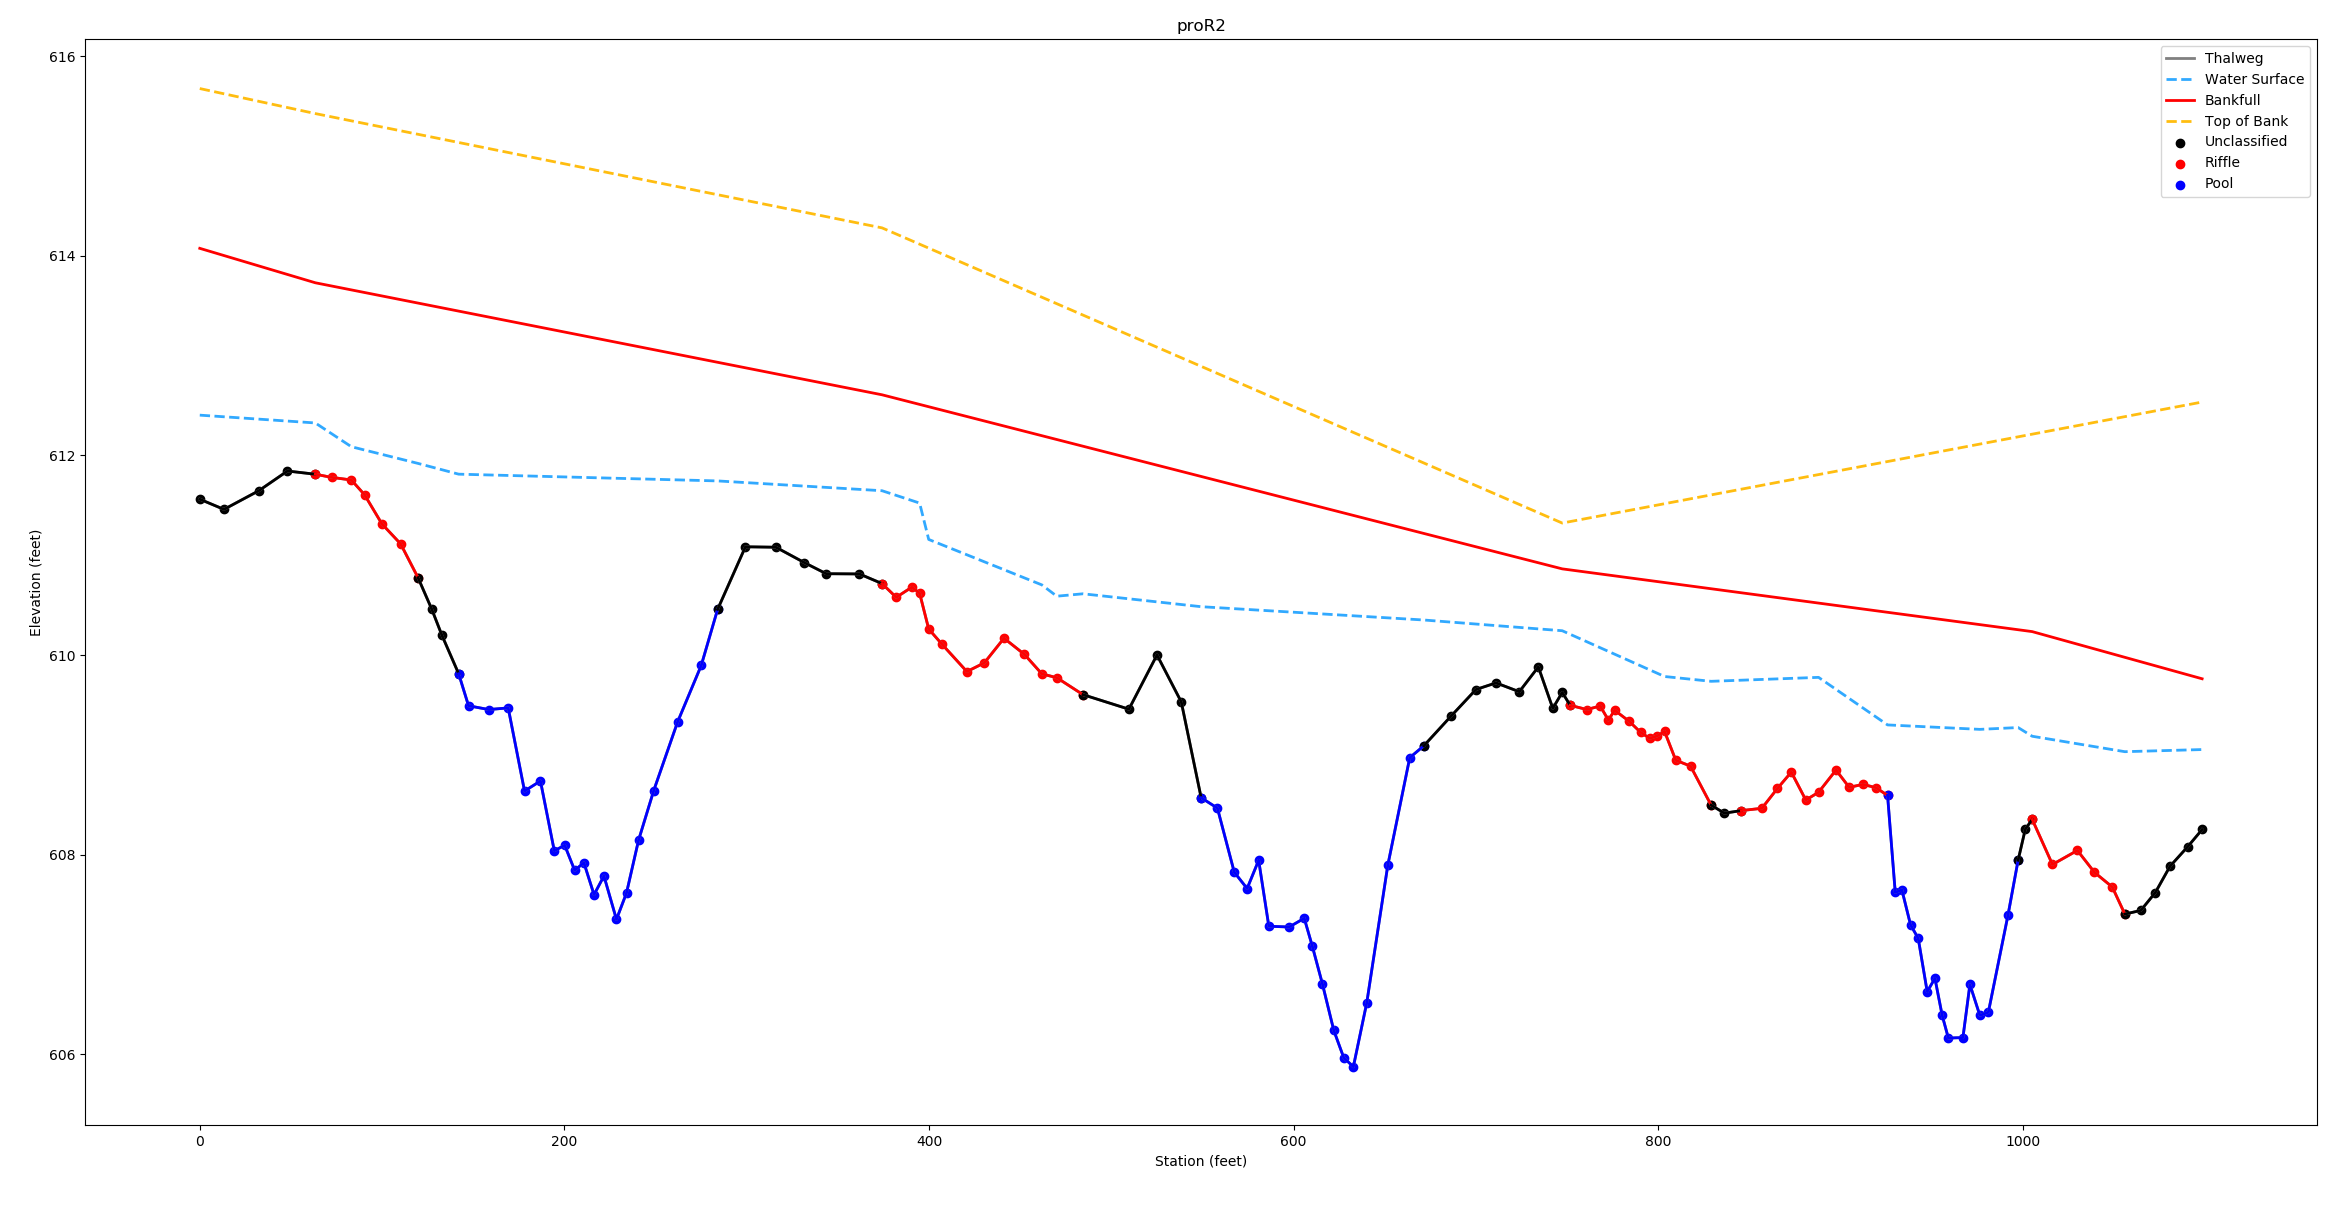 proR2
616
614
612
610
608
606
Elevation (feet)
0
200
400
600
800
1000
Station (feet)
Thalweg
Water Surface
Bankfull
Top of Bank
Unclassified
Riffle
Pool